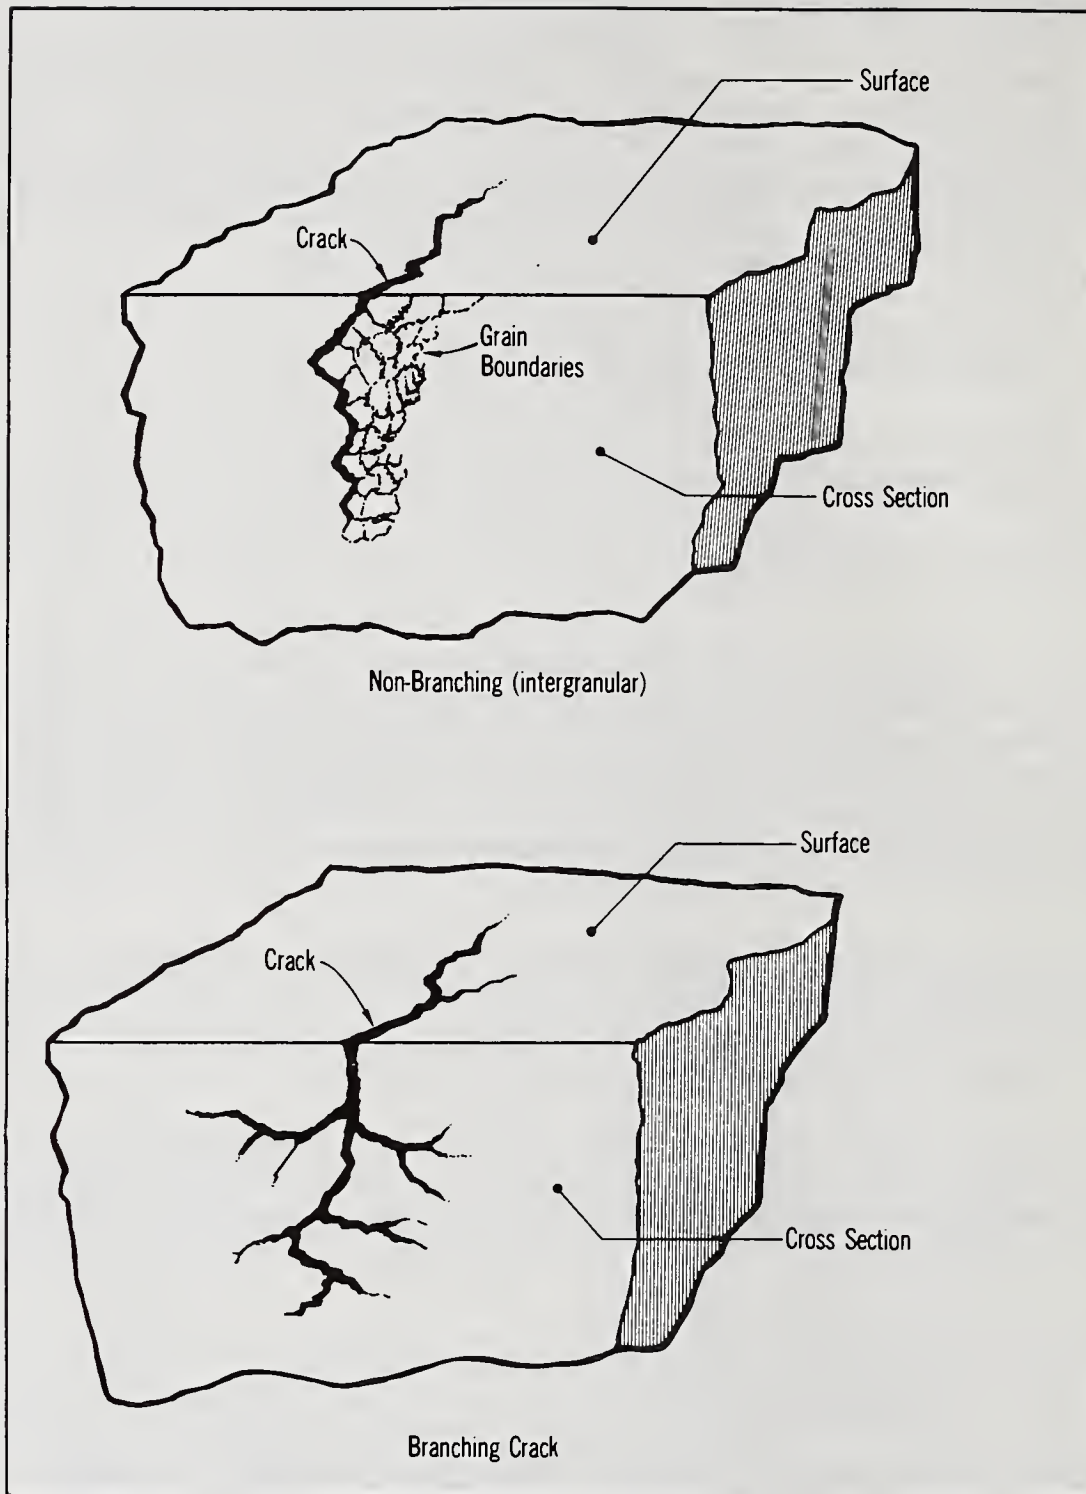 Surface
Crack
Grain
Boundaries
Cross Section
Non-Branching (intergranular)
Surface
Crack
Cross Section
Branching Crack